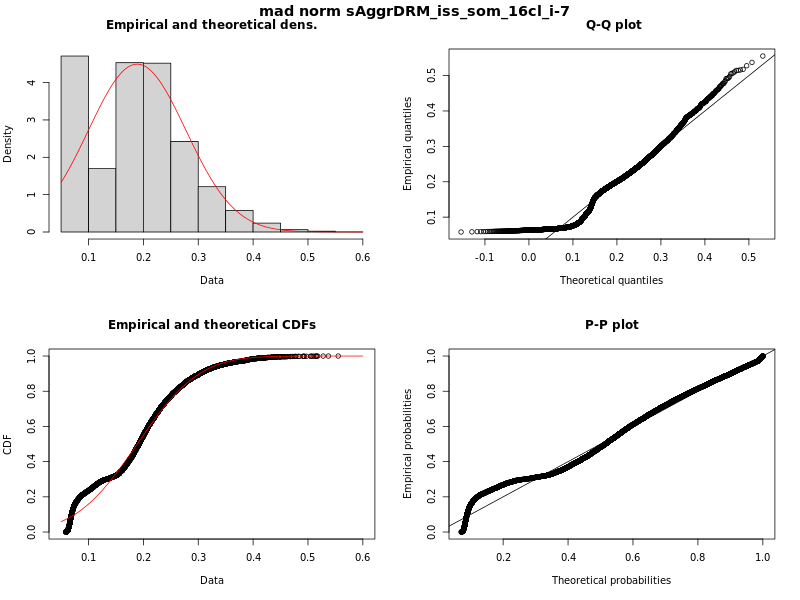 mad norm sAggrDRM_iss_som_16cl_i-7
Empirical and theoretical dens.
Density
0 1 2 3 4
0.1 0.2 0.3 0.4 0.5 0.6
Data
Q-Q plot
Empirical quantiles
0.1 0.2 0.3 0.4 0.5
-0.1 0.0 0.1 0.2 0.3 0.4 0.5
Theoretical quantiles
Empirical and theoretical CDFs
CDF
0.0 0.2 0.4 0.6 0.8 1.0
0.1 0.2 0.3 0.4 0.5 0.6
Data
P-P plot
Empirical probabilities
0.0 0.2 0.4 0.6 0.8 1.0
0.2 0.4 0.6 0.8 1.0
Theoretical probabilities